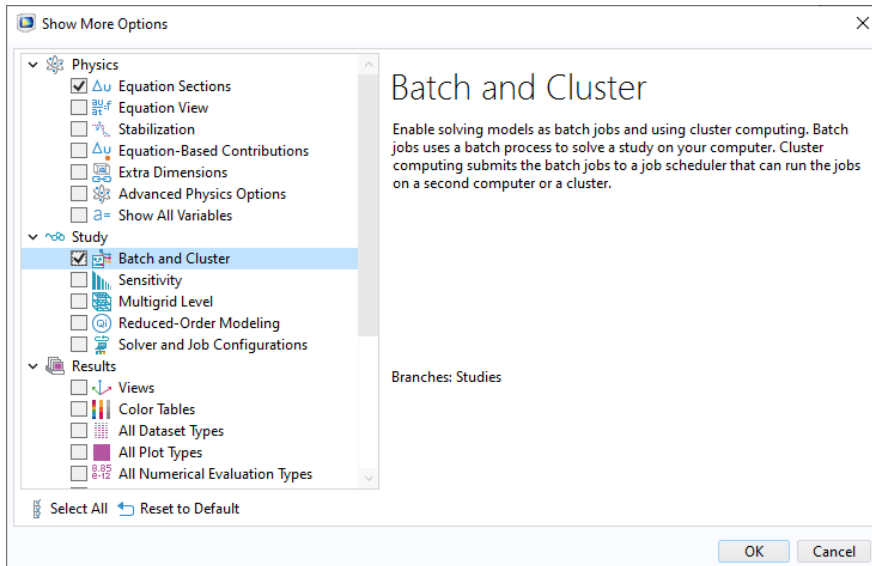 Show More Options
Physics
Δu Equation Sections
Equation View
Stabilization
Δu Equation-Based Contributions
Extra Dimensions
Advanced Physics Options
a= Show All Variables
Study
Batch and Cluster
Sensitivity
Multigrid Level
Reduced-Order Modeling
Solver and Job Configurations
Results
Views
Color Tables
All Dataset Types
All Plot Types
8.85
e-12 All Numerical Evaluation Types
Select All Reset to Default
Batch and Cluster
Enable solving models as batch jobs and using cluster computing. Batch
jobs uses a batch process to solve a study on your computer. Cluster
computing submits the batch jobs to a job scheduler that can run the jobs
on a second computer or a cluster.
Branches: Studies
OK Cancel